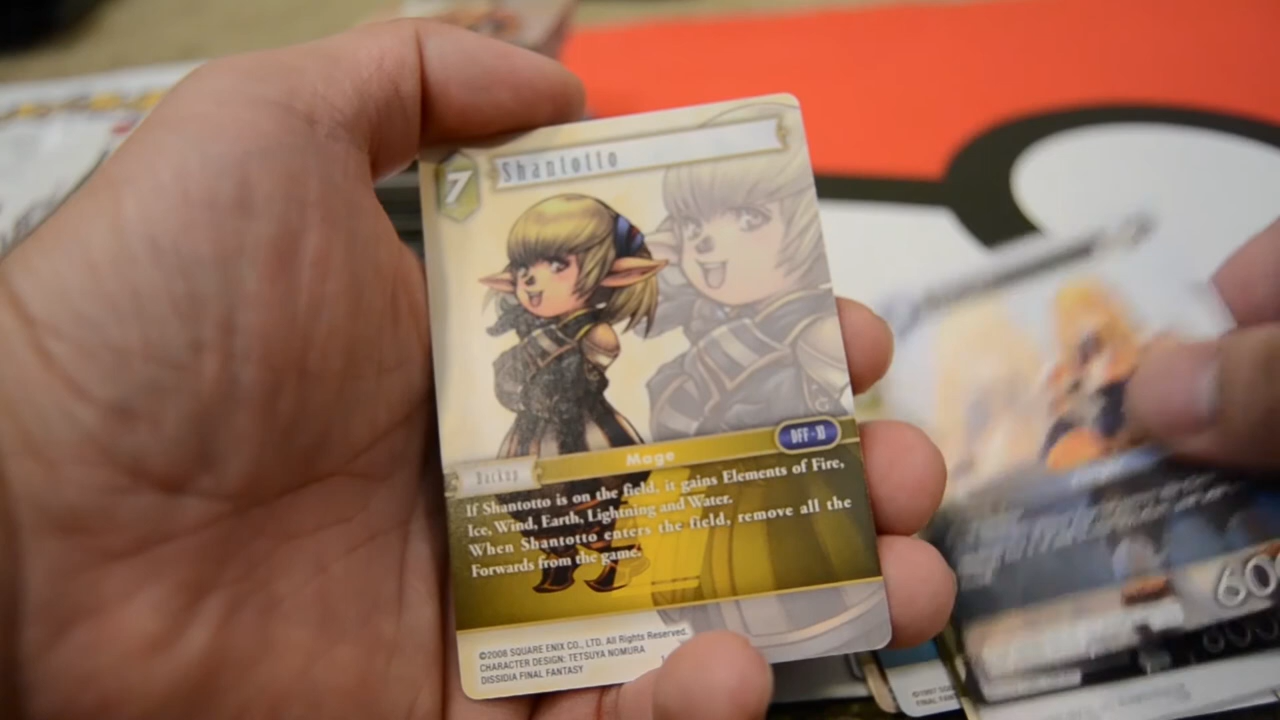 7
Shantotto
DFF-XI
Mage
Backup
If Shantotto is on the field, it gains Elements of Fire,
Ice, Wind, Earth, Lightning and Water.
When Shantotto enters the field, remove all the
Forwards from the game.
©2008 SQUARE ENIX CO., LTD. All Rights Reserved.
CHARACTER DESIGN: TETSUYA NOMURA
DISSIDIA FINAL FANTASY